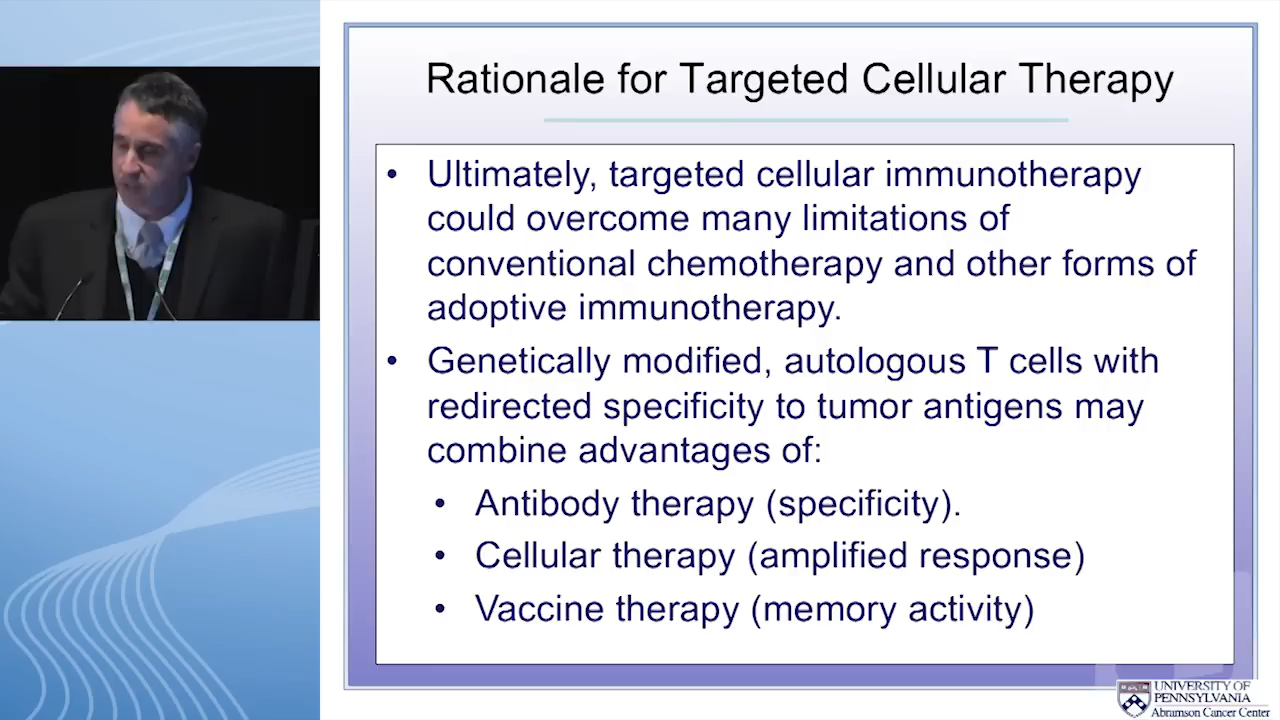 Rationale for Targeted Cellular Therapy
• Ultimately, targeted cellular immunotherapy
could overcome many limitations of
conventional chemotherapy and other forms of
adoptive immunotherapy.
• Genetically modified, autologous T cells with
redirected specificity to tumor antigens may
combine advantages of:
• Antibody therapy (specificity).
• Cellular therapy (amplified response)
• Vaccine therapy (memory activity)
UNIVERSITY OF
PENNSYLVANIA
Abramson Cancer Center